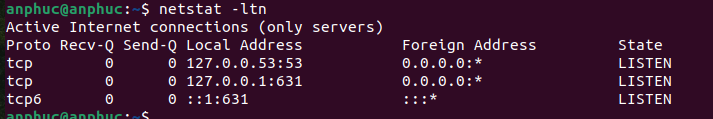 anphuc@anphuc:~$ netstat -ltn
Active Internet connections (only servers)
Proto Recv-Q Send-Q Local Address           Foreign Address         State
tcp        0      0 127.0.0.53:53           0.0.0.0:*               LISTEN
tcp        0      0 127.0.0.1:631           0.0.0.0:*               LISTEN
tcp6       0      0 ::1:631                 :::*                    LISTEN
anphuc@anphuc:~$